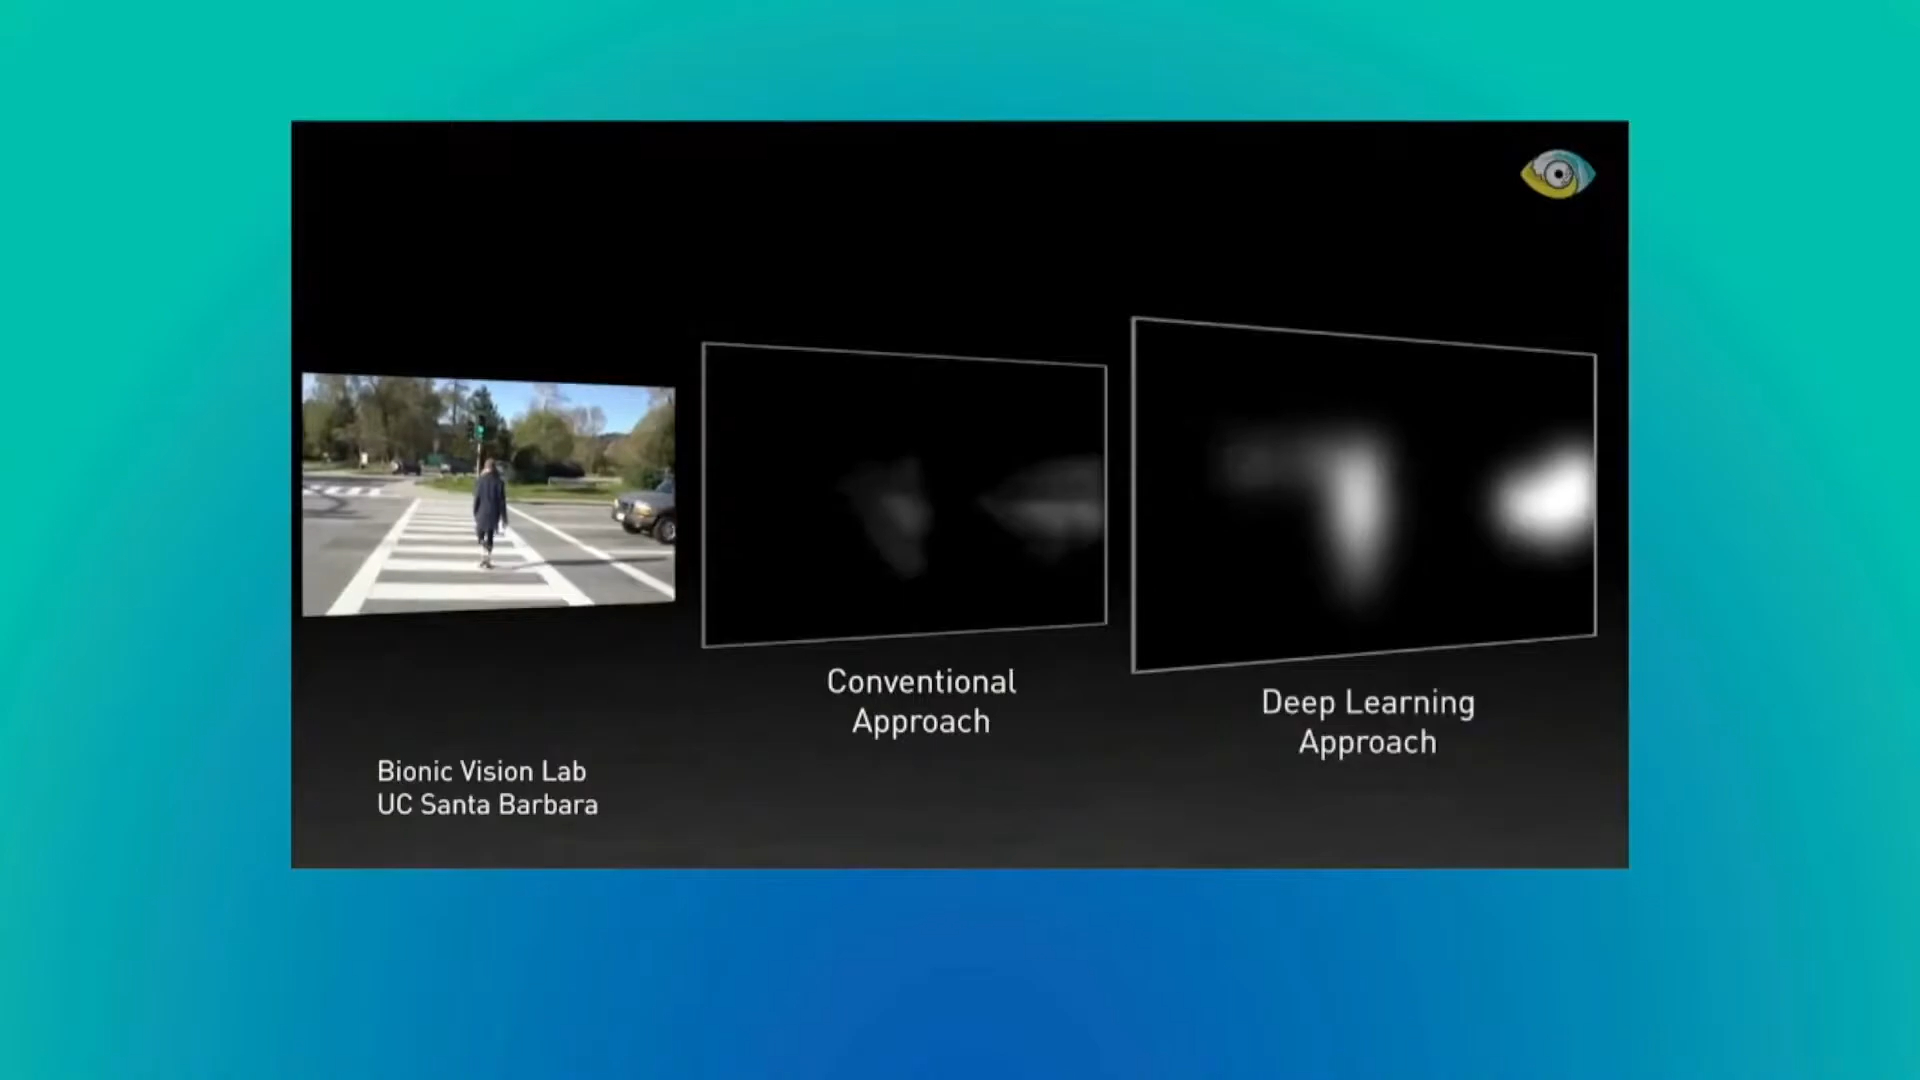 Conventional
Approach
Deep Learning
Approach
Bionic Vision Lab
UC Santa Barbara